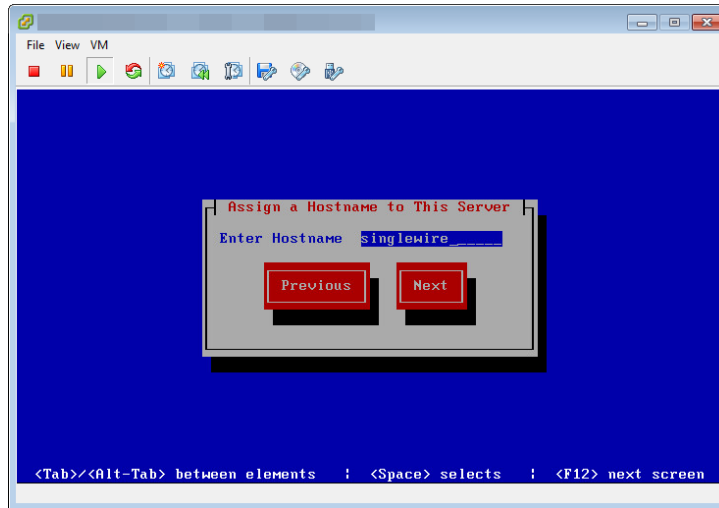 File View VM
Assign a Hostname to This Server
Enter Hostname singlewire_____
Previous Next
<Tab>/<Alt-Tab> between elements ¦ <Space> selects ¦ <F12> next screen